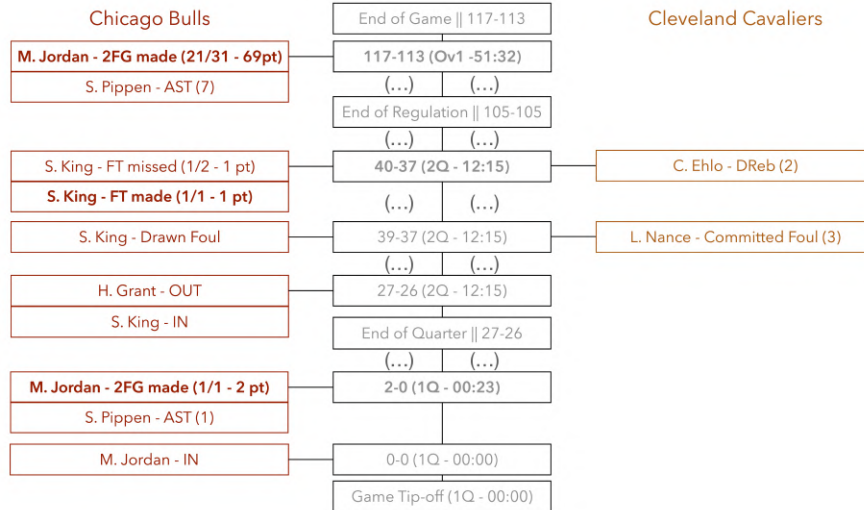 Chicago Bulls
Cleveland Cavaliers
End of Game || 117-113
M. Jordan - 2FG made (21/31 - 69pt)
117-113 (Ov1 -51:32)
S. Pippen - AST (7)
(...) (...)
End of Regulation || 105-105
(...) (...)
S. King - FT missed (1/2 - 1 pt)
40-37 (2Q - 12:15)
C. Ehlo - DReb (2)
S. King - FT made (1/1 - 1 pt)
(...) (...)
S. King - Drawn Foul
39-37 (2Q - 12:15)
L. Nance - Committed Foul (3)
(...) (...)
H. Grant - OUT
27-26 (2Q - 12:15)
S. King - IN
End of Quarter || 27-26
(...) (...)
M. Jordan - 2FG made (1/1 - 2 pt)
2-0 (1Q - 00:23)
S. Pippen - AST (1)
M. Jordan - IN
0-0 (1Q - 00:00)
Game Tip-off (1Q - 00:00)